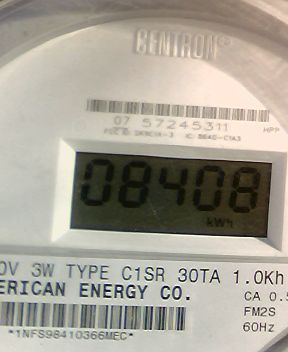 CENTRON®
07 57245311
HPP
08408
kWh
0V 3W TYPE C1SR 30TA 1.0Kh
ERICAN ENERGY CO.
CA 0.5
FM2S
60Hz
*1NFS98410366MEC*